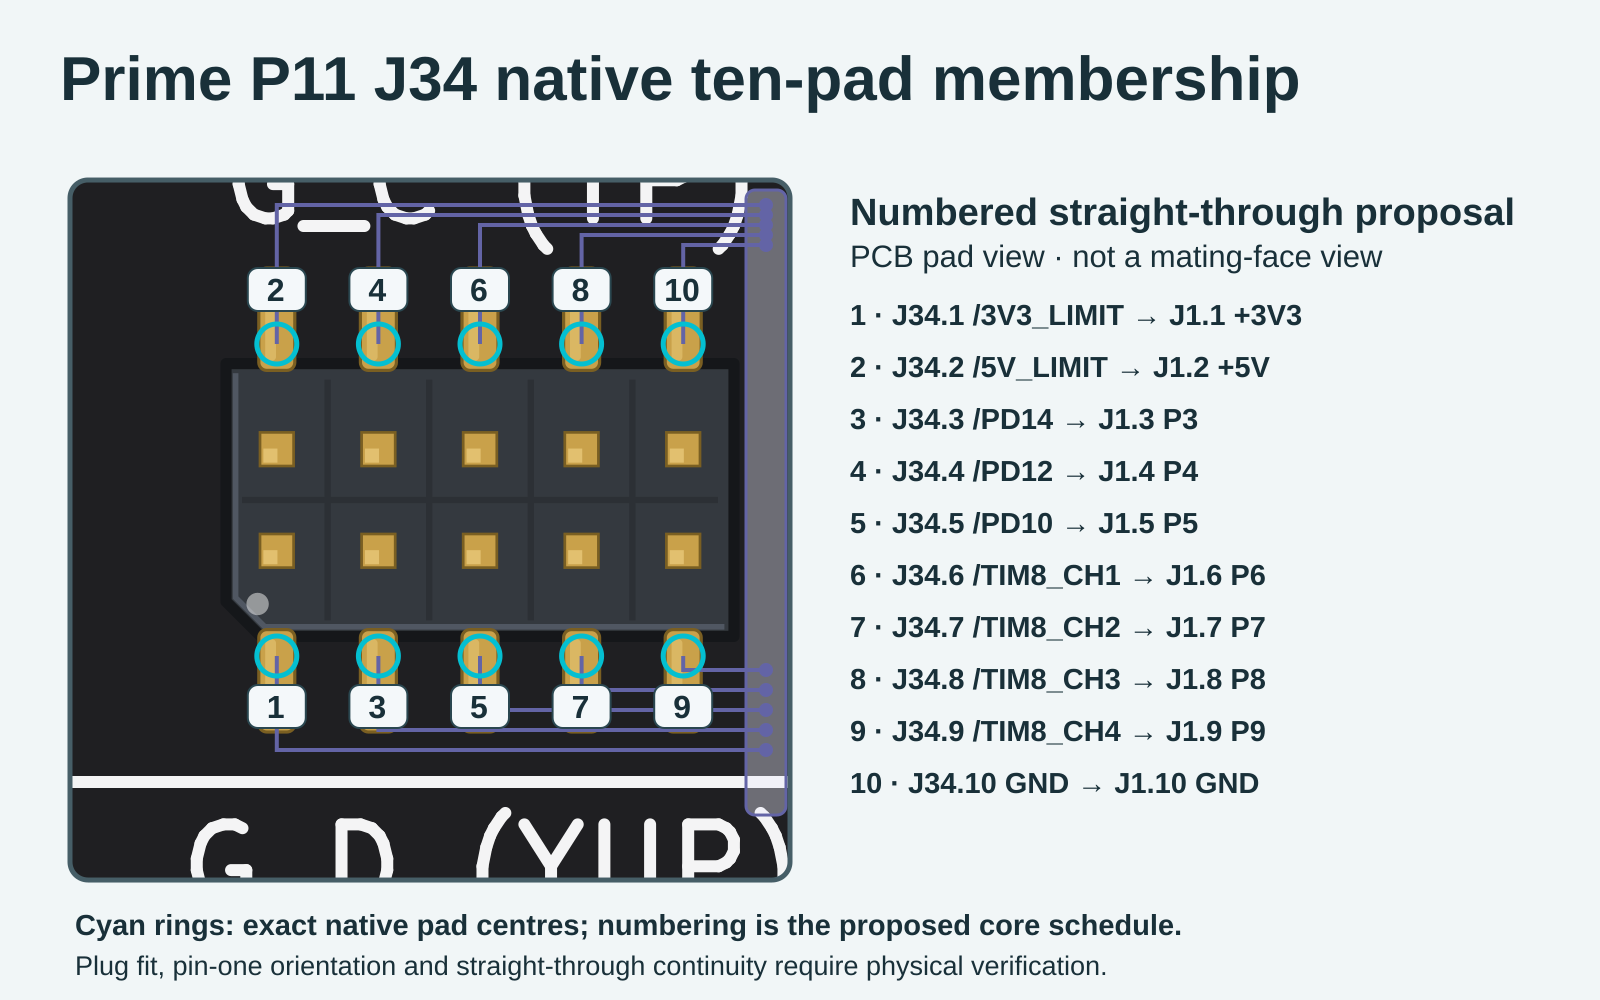 Prime P11 J34 native ten-pad membership
2 4 6 8 10
1 3 5 7 9
G D (YUP)
Numbered straight-through proposal
PCB pad view · not a mating-face view
1 · J34.1 /3V3_LIMIT → J1.1 +3V3
2 · J34.2 /5V_LIMIT → J1.2 +5V
3 · J34.3 /PD14 → J1.3 P3
4 · J34.4 /PD12 → J1.4 P4
5 · J34.5 /PD10 → J1.5 P5
6 · J34.6 /TIM8_CH1 → J1.6 P6
7 · J34.7 /TIM8_CH2 → J1.7 P7
8 · J34.8 /TIM8_CH3 → J1.8 P8
9 · J34.9 /TIM8_CH4 → J1.9 P9
10 · J34.10 GND → J1.10 GND
Cyan rings: exact native pad centres; numbering is the proposed core schedule.
Plug fit, pin-one orientation and straight-through continuity require physical verification.